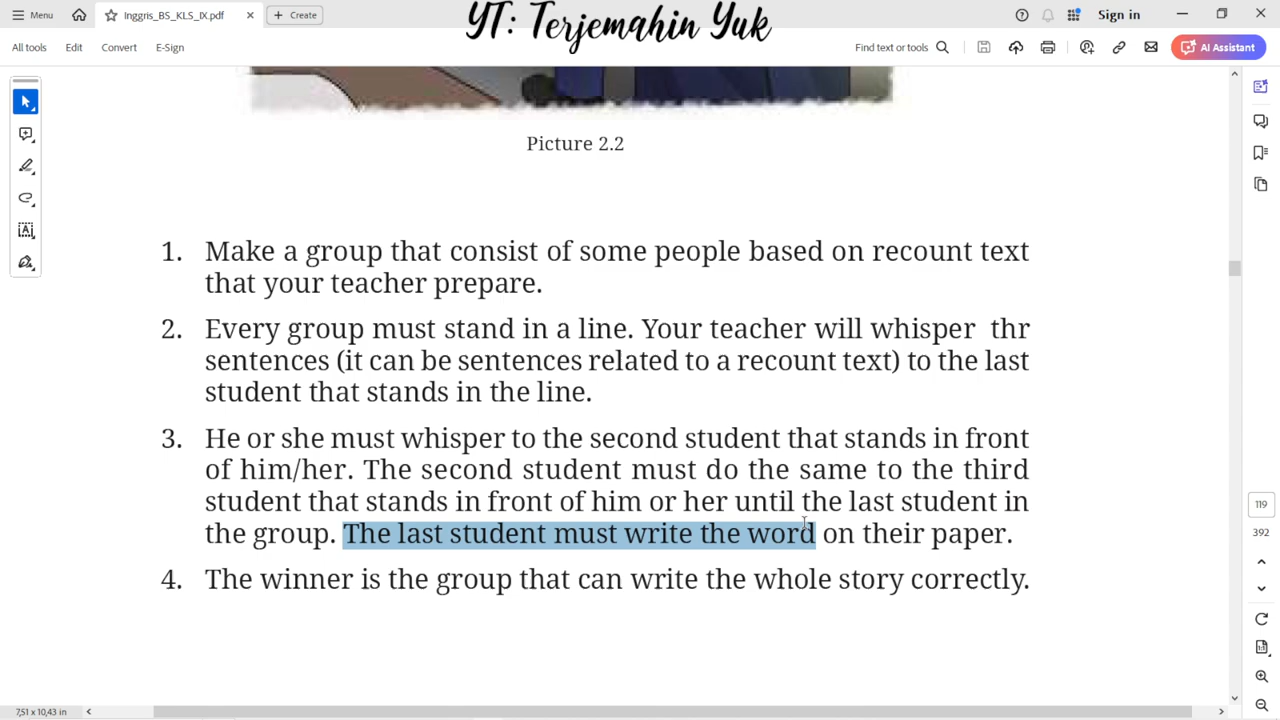 YT: Terjemahin Yuk
Menu
Inggris_BS_KLS_IX.pdf
Create
Sign in
All tools Edit Convert E-Sign
Find text or tools
AI Assistant
Picture 2.2
1. Make a group that consist of some people based on recount text
that your teacher prepare.
2. Every group must stand in a line. Your teacher will whisper thr
sentences (it can be sentences related to a recount text) to the last
student that stands in the line.
3. He or she must whisper to the second student that stands in front
of him/her. The second student must do the same to the third
student that stands in front of him or her until the last student in
the group. The last student must write the word on their paper.
4. The winner is the group that can write the whole story correctly.
119
392
7,51 x 10,43 in